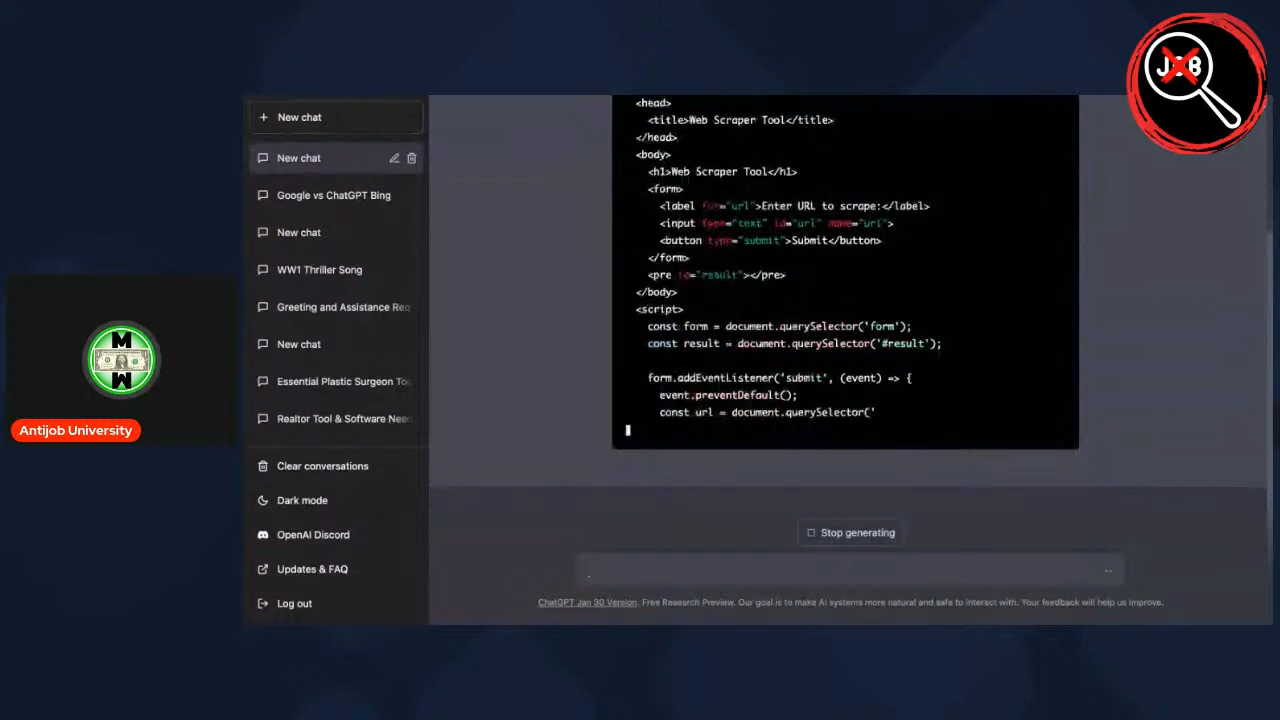 JOB
M
W
Antijob University
New chat
New chat
Google vs ChatGPT Bing
New chat
WW1 Thriller Song
Greeting and Assistance Req
New chat
Essential Plastic Surgeon Too
Realtor Tool & Software Need
Clear conversations
Dark mode
OpenAI Discord
Updates & FAQ
Log out
<head>
<title>Web Scraper Tool</title>
</head>
<body>
<h1>Web Scraper Tool</h1>
<form>
<label for="url">Enter URL to scrape:</label>
<input type="text" id="url" name="url">
<button type="submit">Submit</button>
</form>
<pre id="result"></pre>
</body>
<script>
const form = document.querySelector('form');
const result = document.querySelector('#result');
form.addEventListener('submit', (event) => {
event.preventDefault();
const url = document.querySelector('
Stop generating
ChatGPT Jan 30 Version. Free Research Preview. Our goal is to make AI systems more natural and safe to interact with. Your feedback will help us improve.